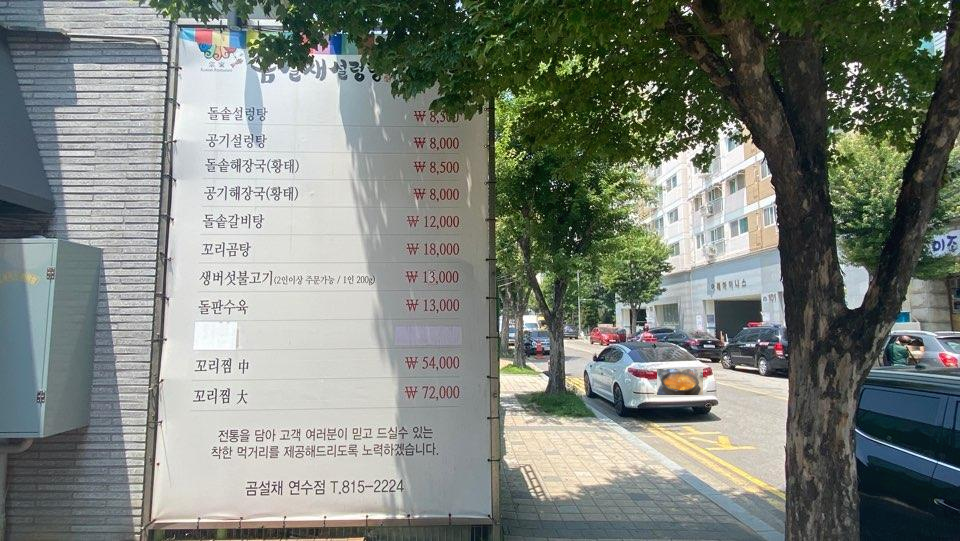 곰설채 설렁탕
돌솥설렁탕 ₩ 8,500
공기설렁탕 ₩ 8,000
돌솥해장국(황태) ₩ 8,500
공기해장국(황태) ₩ 8,000
돌솥갈비탕 ₩ 12,000
꼬리곰탕 ₩ 18,000
생버섯불고기(2인이상 주문가능 / 1인 200g) ₩ 13,000
돌판수육 ₩ 13,000
꼬리찜 中 ₩ 54,000
꼬리찜 大 ₩ 72,000
전통을 담아 고객 여러분이 믿고 드실수 있는
착한 먹거리를 제공해드리도록 노력하겠습니다.
곰설채 연수점 T.815-2224